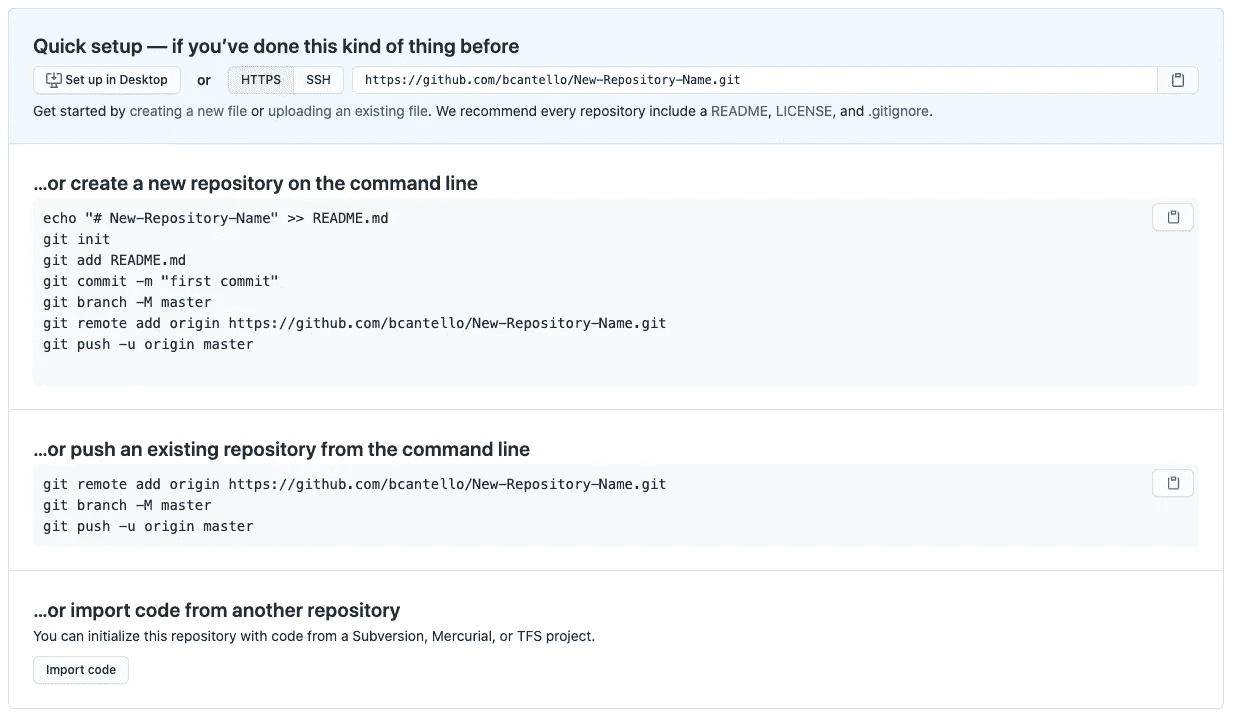 Quick setup — if you’ve done this kind of thing before
Set up in Desktop or HTTPS SSH https://github.com/bcantello/New-Repository-Name.git
Get started by creating a new file or uploading an existing file. We recommend every repository include a README, LICENSE, and .gitignore.
…or create a new repository on the command line
echo "# New-Repository-Name" >> README.md
git init
git add README.md
git commit -m "first commit"
git branch -M master
git remote add origin https://github.com/bcantello/New-Repository-Name.git
git push -u origin master
…or push an existing repository from the command line
git remote add origin https://github.com/bcantello/New-Repository-Name.git
git branch -M master
git push -u origin master
…or import code from another repository
You can initialize this repository with code from a Subversion, Mercurial, or TFS project.
Import code